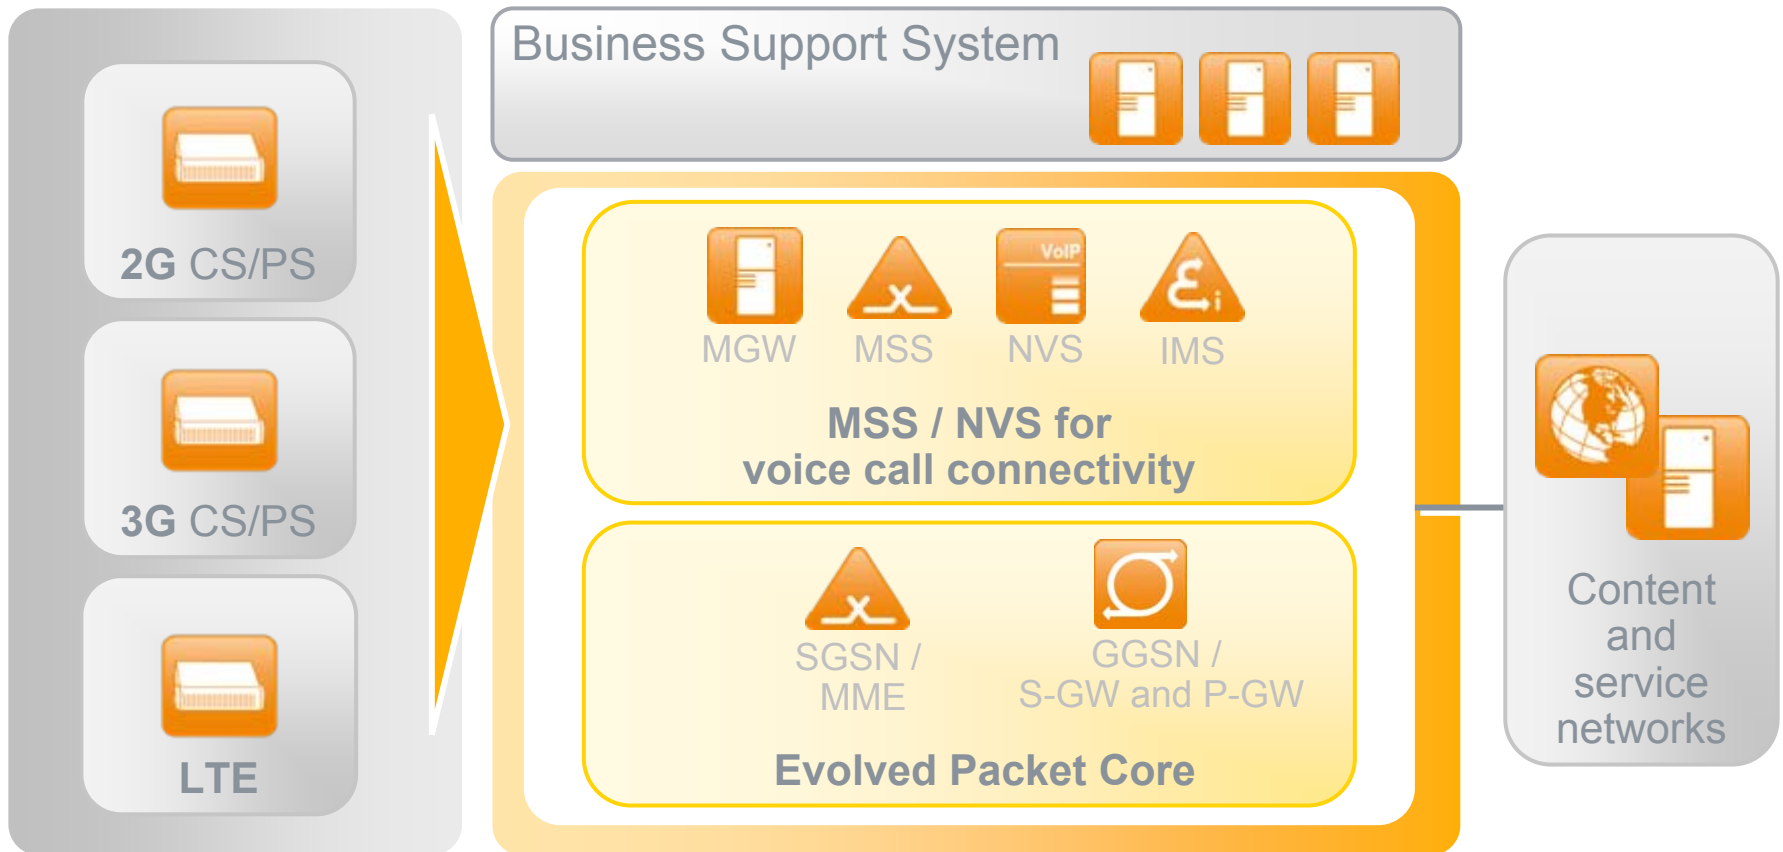 Business Support System
2G CS/PS
3G CS/PS
LTE
VoIP
MGW
MSS
NVS
IMS
MSS / NVS for
voice call connectivity
SGSN /
MME
GGSN /
S-GW and P-GW
Evolved Packet Core
Content
and
service
networks